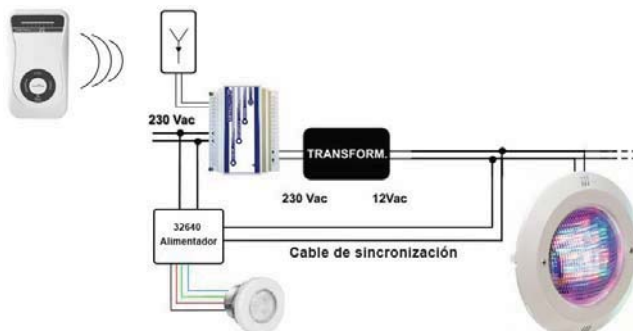 230 Vac
TRANSFORM.
230 Vac
12Vac
32640
Alimentador
Cable de sincronización